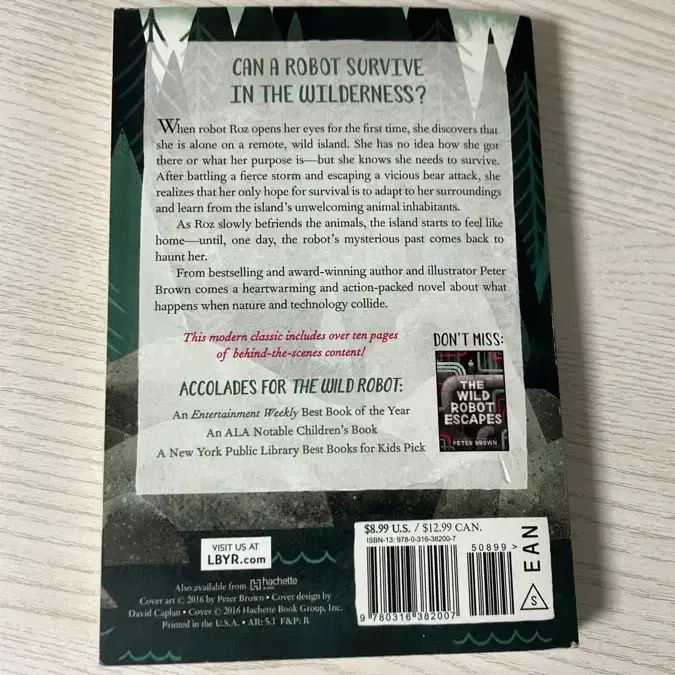 CAN A ROBOT SURVIVE
IN THE WILDERNESS?
When robot Roz opens her eyes for the first time, she discovers that
she is alone on a remote, wild island. She has no idea how she got
there or what her purpose is—but she knows she needs to survive.
After battling a fierce storm and escaping a vicious bear attack, she
realizes that her only hope for survival is to adapt to her surroundings
and learn from the island's unwelcoming animal inhabitants.
As Roz slowly befriends the animals, the island starts to feel like
home—until, one day, the robot's mysterious past comes back to
haunt her.
From bestselling and award-winning author and illustrator Peter
Brown comes a heartwarming and action-packed novel about what
happens when nature and technology collide.
This modern classic includes over ten pages
of behind-the-scenes content!
DON'T MISS:
THE
WILD
ROBOT
ESCAPES
PETER BROWN
ACCOLADES FOR THE WILD ROBOT:
An Entertainment Weekly Best Book of the Year
An ALA Notable Children's Book
A New York Public Library Best Books for Kids Pick
VISIT US AT
LBYR.COM
Also available from hachette
Cover art © 2016 by Peter Brown • Cover design by
David Caplan • Cover © 2016 Hachette Book Group, Inc.
Printed in the U.S.A. • AR: 5.1 F&P: R
$8.99 U.S. / $12.99 CAN.
ISBN-13: 978-0-316-38200-7
50899 >
9 780316 382007
EAN
S